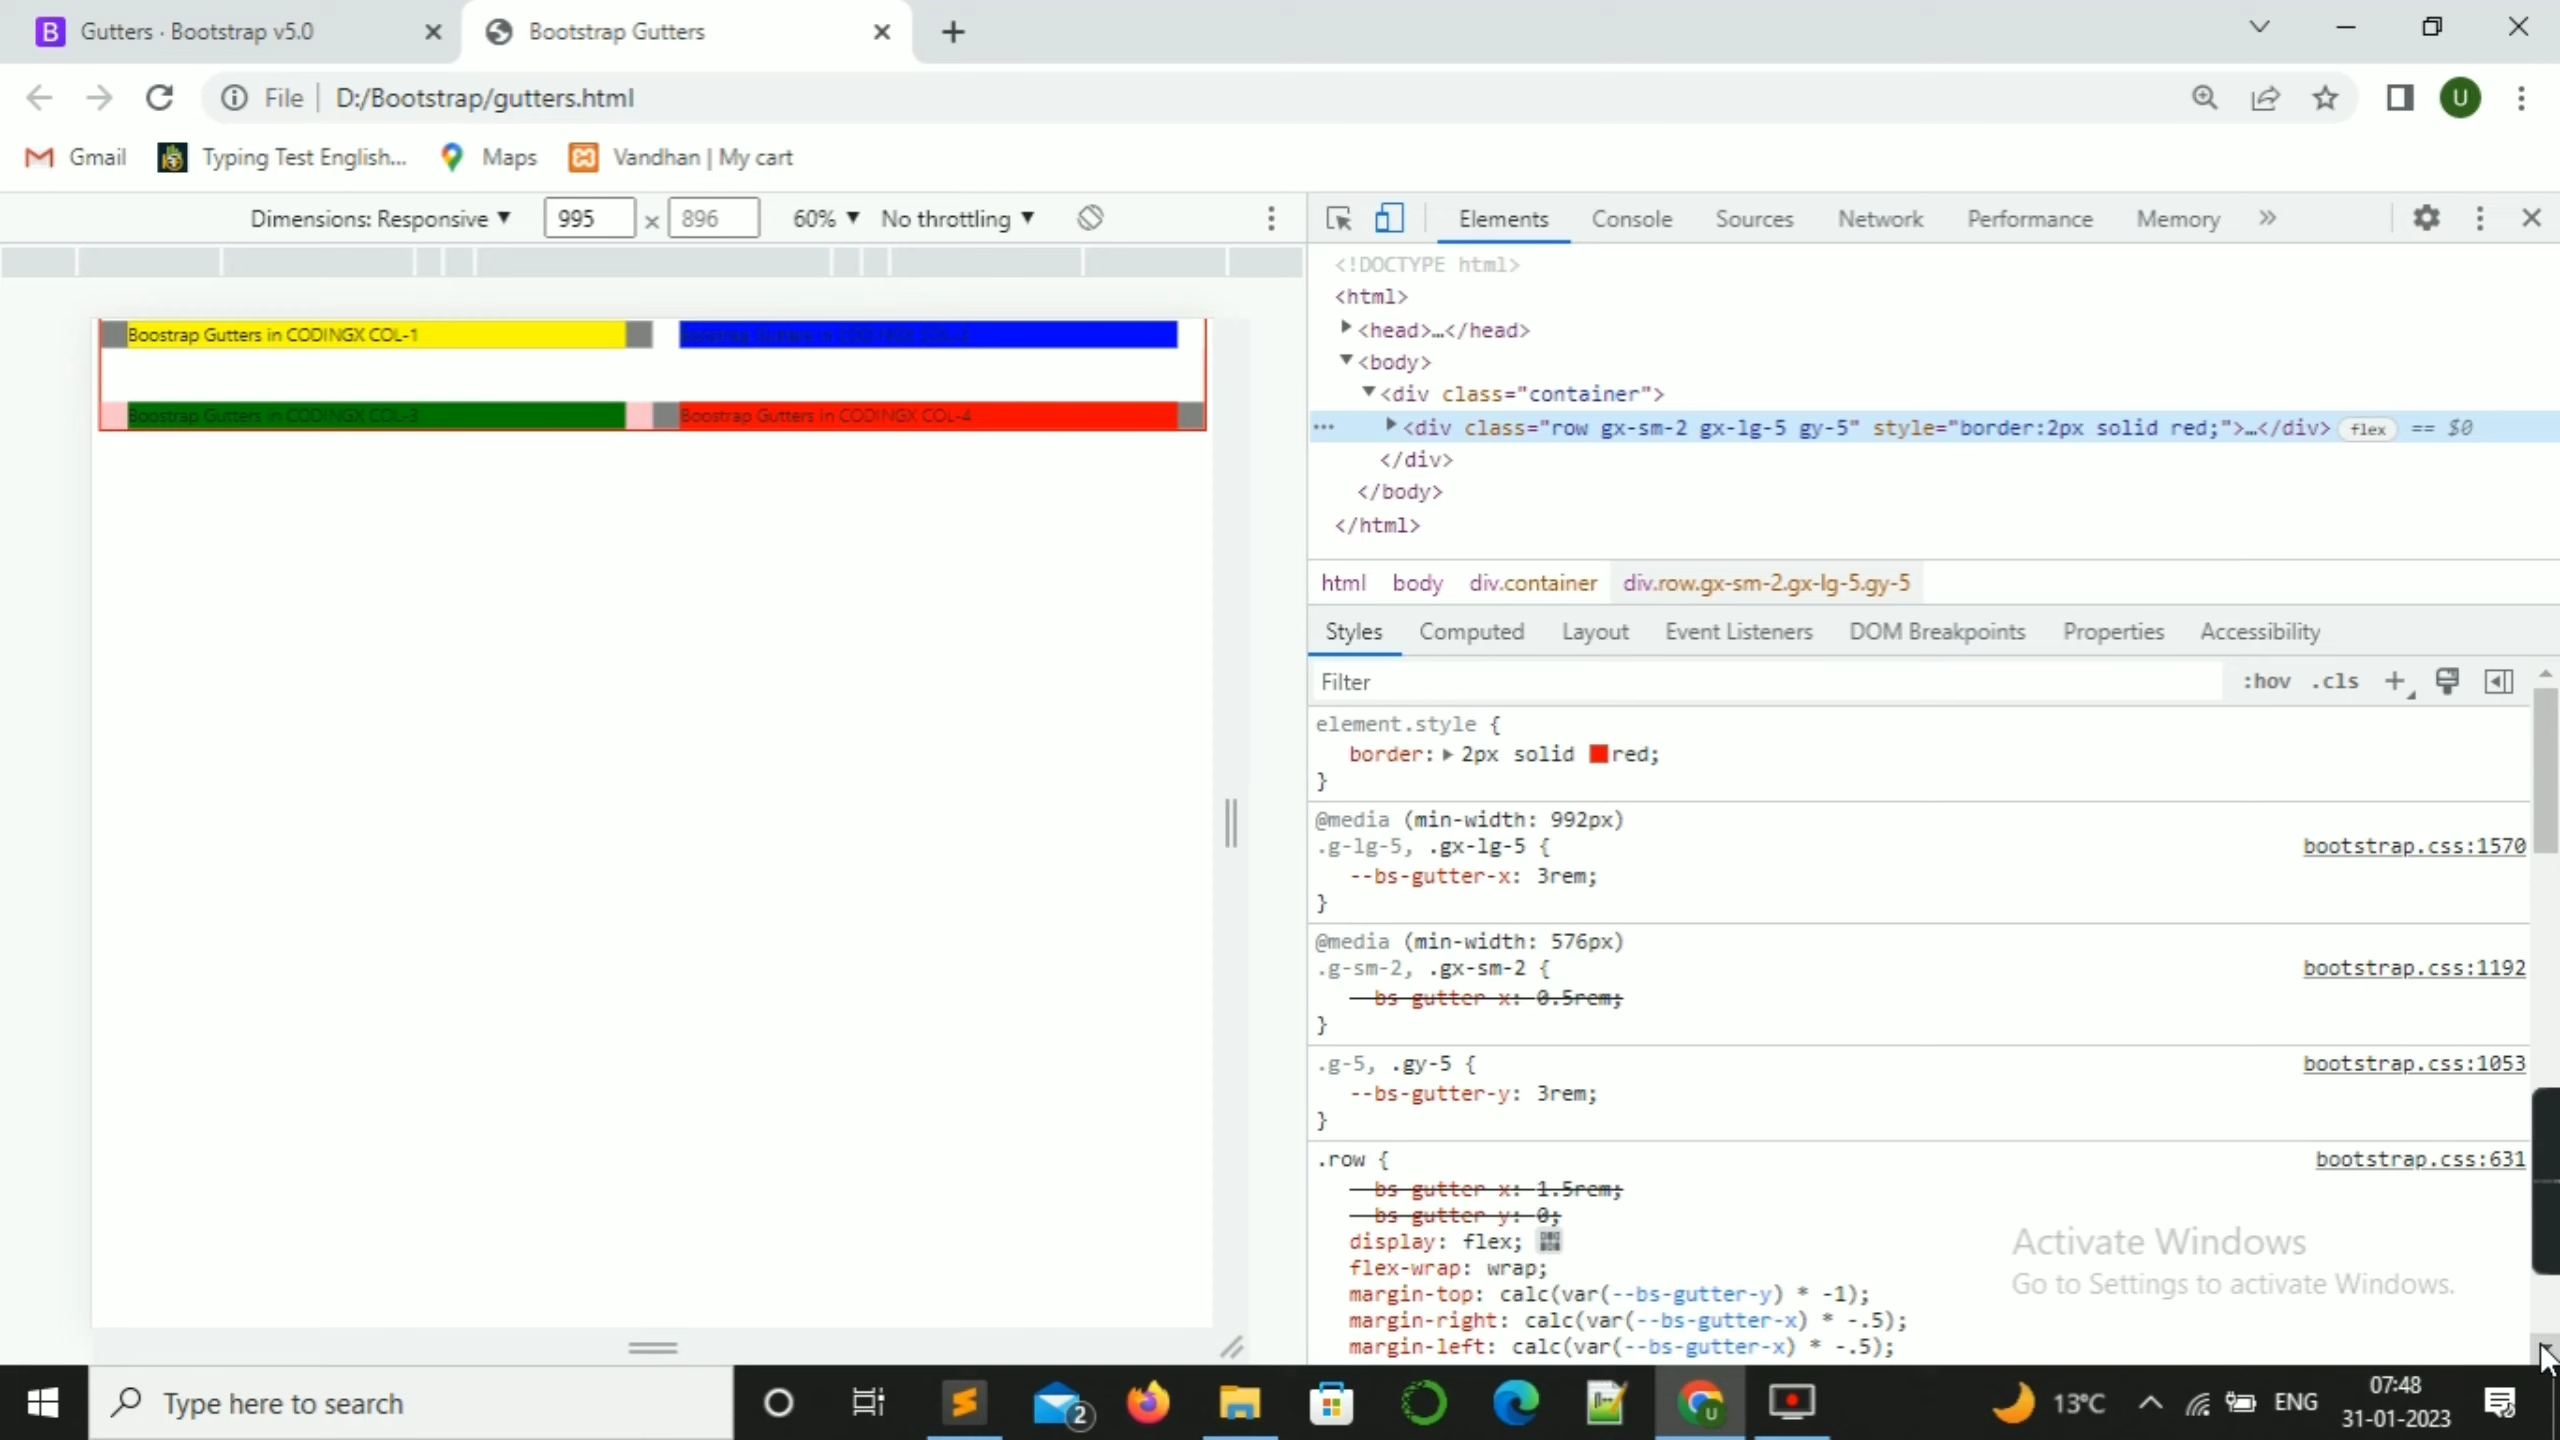 Gutters · Bootstrap v5.0
Bootstrap Gutters
File
D:/Bootstrap/gutters.html
U
Gmail
Typing Test English...
Maps
Vandhan | My cart
Dimensions: Responsive
995
x
896
60%
No throttling
Elements
Console
Sources
Network
Performance
Memory
Boostrap Gutters in CODINGX COL-1
Boostrap Gutters in CODINGX COL-2
Boostrap Gutters in CODINGX COL-3
Boostrap Gutters in CODINGX COL-4
<!DOCTYPE html>
<html>
<head>…</head>
<body>
<div class="container">
<div class="row gx-sm-2 gx-lg-5 gy-5" style="border:2px solid red;">…</div> flex == $0
</div>
</body>
</html>
html body div.container div.row.gx-sm-2.gx-lg-5.gy-5
Styles Computed Layout Event Listeners DOM Breakpoints Properties Accessibility
Filter
:hov .cls
element.style {
border: 2px solid red;
}
@media (min-width: 992px)
.g-lg-5, .gx-lg-5 {
bootstrap.css:1570
--bs-gutter-x: 3rem;
}
@media (min-width: 576px)
.g-sm-2, .gx-sm-2 {
bootstrap.css:1192
--bs-gutter-x: 0.5rem;
}
.g-5, .gy-5 {
bootstrap.css:1053
--bs-gutter-y: 3rem;
}
.row {
bootstrap.css:631
--bs-gutter-x: 1.5rem;
--bs-gutter-y: 0;
display: flex;
flex-wrap: wrap;
margin-top: calc(var(--bs-gutter-y) * -1);
margin-right: calc(var(--bs-gutter-x) * -.5);
margin-left: calc(var(--bs-gutter-x) * -.5);
Activate Windows
Go to Settings to activate Windows.
Type here to search
2
U
13°C
ENG
07:48
31-01-2023